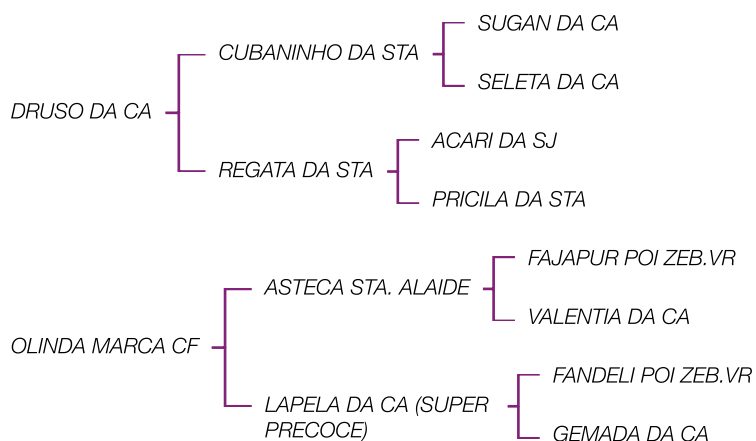 SUGAN DA CA
CUBANINHO DA STA
SELETA DA CA
DRUSO DA CA
ACARI DA SJ
REGATA DA STA
PRICILA DA STA
FAJAPUR POI ZEB.VR
ASTECA STA. ALAIDE
VALENTIA DA CA
OLINDA MARCA CF
FANDELI POI ZEB.VR
LAPELA DA CA (SUPER
PRECOCE)
GEMADA DA CA